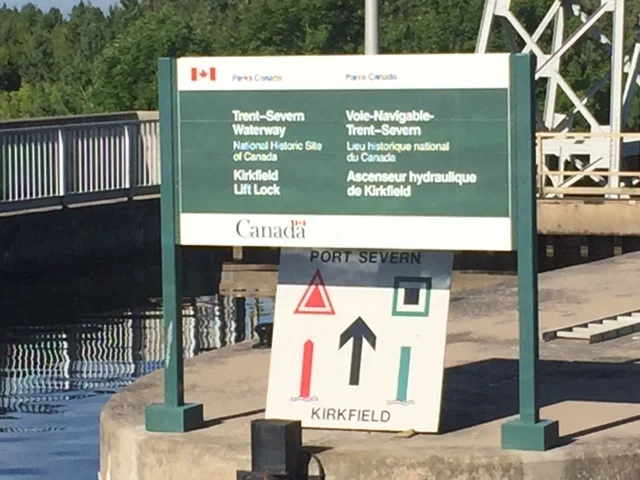 Parks Canada Parcs Canada
Trent–Severn
Waterway
National Historic Site
of Canada
Kirkfield
Lift Lock
Voie-Navigable-
Trent–Severn
Lieu historique national
du Canada
Ascenseur hydraulique
de Kirkfield
Canada
PORT SEVERN
KIRKFIELD